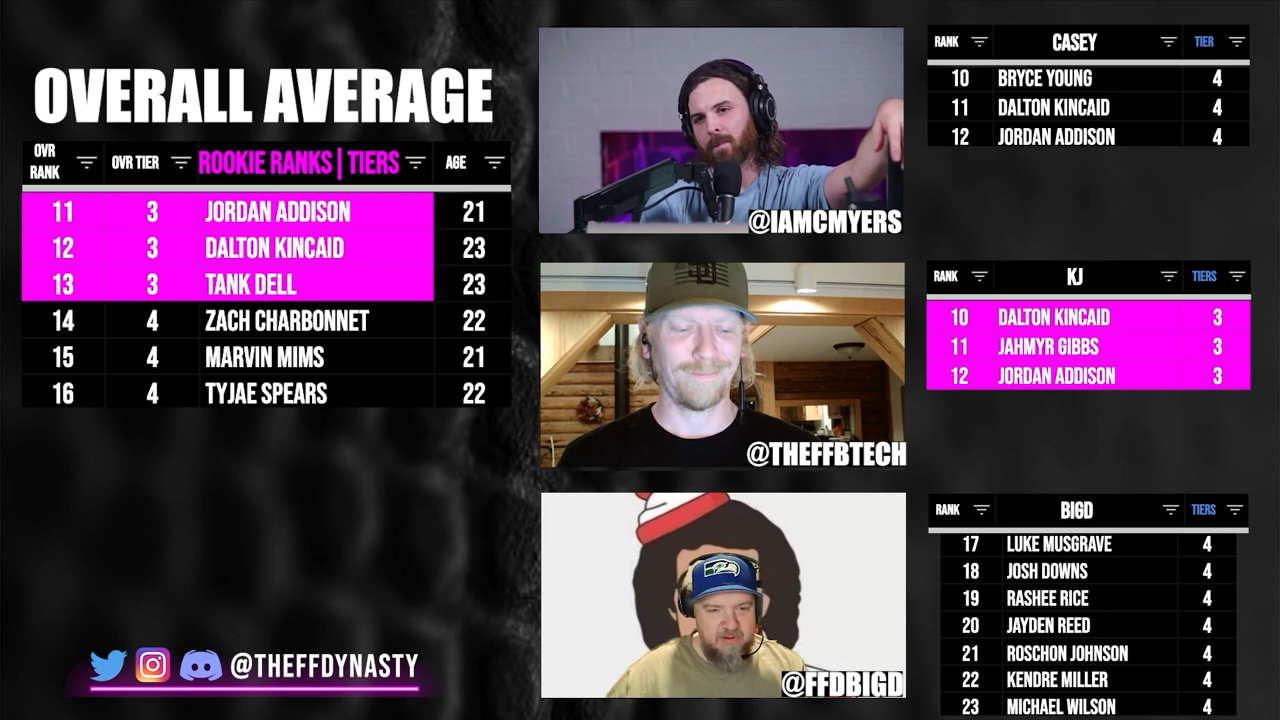 OVERALL AVERAGE
OVR RANK OVR TIER ROOKIE RANKS | TIERS AGE
11 3 JORDAN ADDISON 21
12 3 DALTON KINCAID 23
13 3 TANK DELL 23
14 4 ZACH CHARBONNET 22
15 4 MARVIN MIMS 21
16 4 TYJAE SPEARS 22
@THEFFDYNASTY
@IAMCMYERS
@THEFFBTECH
@FFDBIGD
RANK CASEY TIER
10 BRYCE YOUNG 4
11 DALTON KINCAID 4
12 JORDAN ADDISON 4
RANK KJ TIERS
10 DALTON KINCAID 3
11 JAHMYR GIBBS 3
12 JORDAN ADDISON 3
RANK BIGD TIERS
17 LUKE MUSGRAVE 4
18 JOSH DOWNS 4
19 RASHEE RICE 4
20 JAYDEN REED 4
21 ROSCHON JOHNSON 4
22 KENDRE MILLER 4
23 MICHAEL WILSON 4